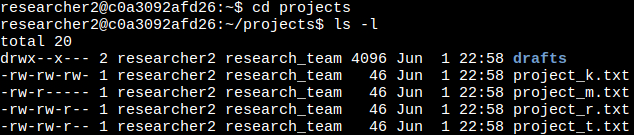 researcher2@c0a3092afd26:~$ cd projects
researcher2@c0a3092afd26:~/projects$ ls -l
total 20
drwx--x--- 2 researcher2 research_team 4096 Jun  1 22:58 drafts
-rw-rw-rw- 1 researcher2 research_team   46 Jun  1 22:58 project_k.txt
-rw-r----- 1 researcher2 research_team   46 Jun  1 22:58 project_m.txt
-rw-rw-r-- 1 researcher2 research_team   46 Jun  1 22:58 project_r.txt
-rw-rw-r-- 1 researcher2 research_team   46 Jun  1 22:58 project_t.txt